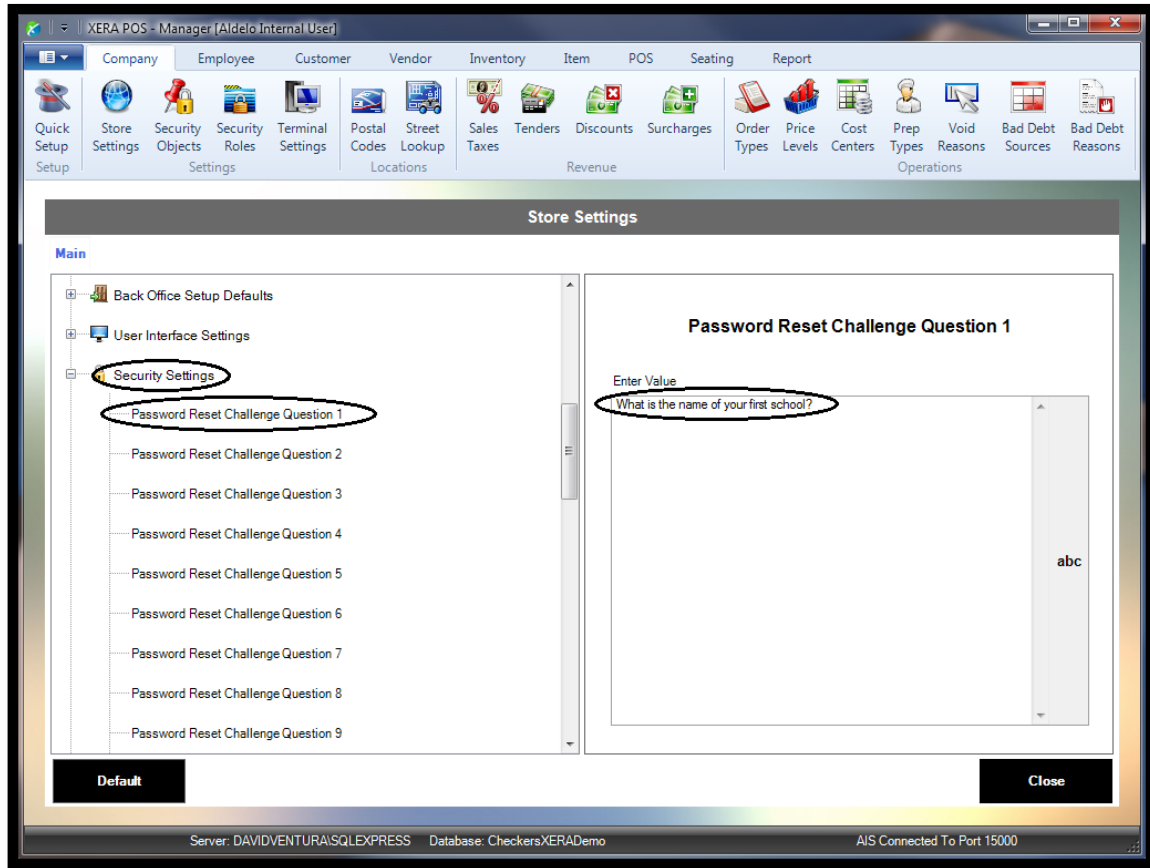 XERA POS - Manager [Aldelo Internal User]
Company Employee Customer Vendor Inventory Item POS Seating Report
Quick Setup Store Settings Security Objects Security Roles Terminal Settings Postal Codes Street Lookup Sales Taxes Tenders Discounts Surcharges Order Types Price Levels Cost Centers Prep Types Void Reasons Bad Debt Sources Bad Debt Reasons
Setup Settings Locations Revenue Operations
Store Settings
Main
Back Office Setup Defaults
User Interface Settings
Security Settings
Password Reset Challenge Question 1
Password Reset Challenge Question 2
Password Reset Challenge Question 3
Password Reset Challenge Question 4
Password Reset Challenge Question 5
Password Reset Challenge Question 6
Password Reset Challenge Question 7
Password Reset Challenge Question 8
Password Reset Challenge Question 9
Password Reset Challenge Question 1
Enter Value
What is the name of your first school?
abc
Default
Close
Server: DAVIDVENTURA\SQLEXPRESS Database: CheckersXERADemo AIS Connected To Port 15000